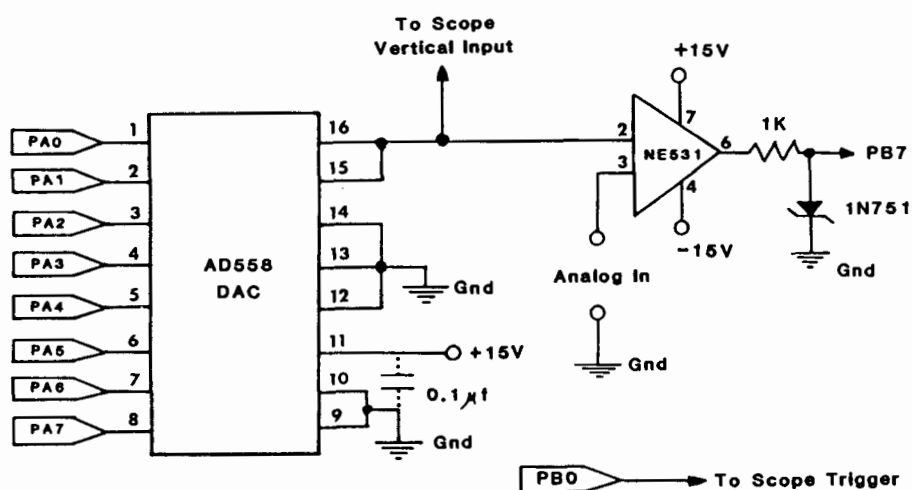 To Scope
Vertical Input
+15V
PA0 1 16 2 7 NE531 6 1K PB7
PA1 2 15 3 4
PA2 3 14 -15V 1N751
PA3 4 AD558 13 Gnd Analog In Gnd
DAC
PA4 5 12
PA5 6 11 +15V Gnd
PA6 7 10 0.1 μf
PA7 8 9 Gnd
PB0 To Scope Trigger